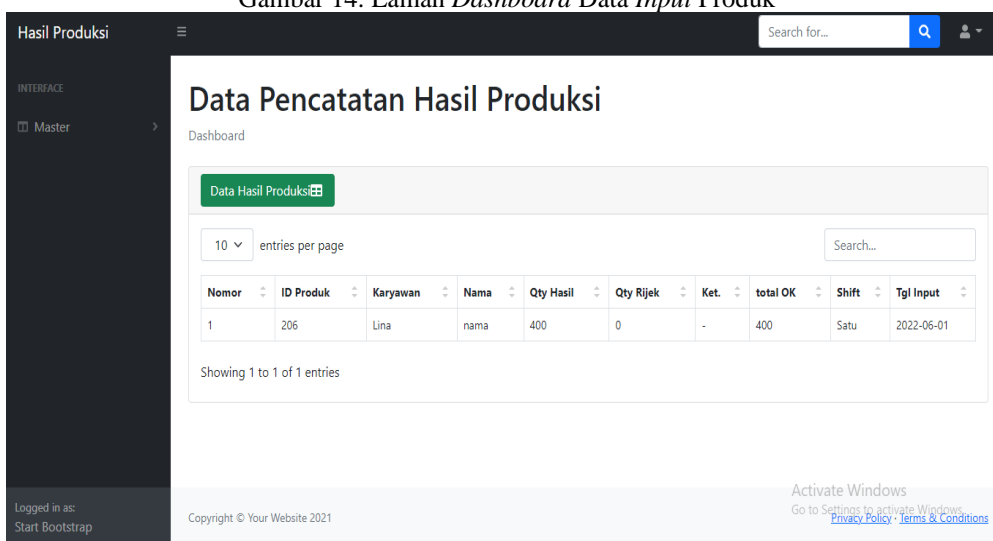 Gambar 14. Laman Dashboard Data Input Produk
Hasil Produksi
Search for...
INTERFACE
Master
Data Pencatatan Hasil Produksi
Dashboard
Data Hasil Produksi
10 entries per page
Search...
Nomor ID Produk Karyawan Nama Qty Hasil Qty Rijek Ket. total OK Shift Tgl Input
1 206 Lina nama 400 0 - 400 Satu 2022-06-01
Showing 1 to 1 of 1 entries
Activate Windows
Go to Settings to activate Windows.
Logged in as:
Start Bootstrap
Copyright © Your Website 2021
Privacy Policy · Terms & Conditions